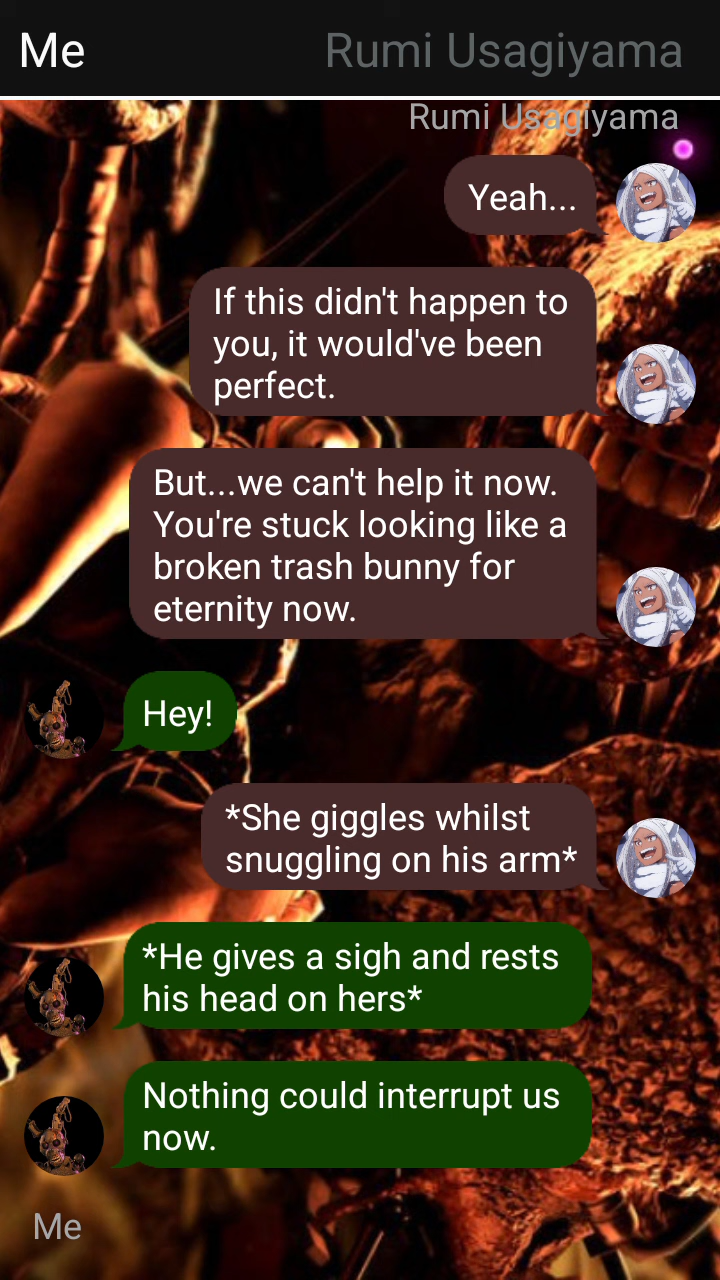 Me
Rumi Usagiyama
Rumi Usagiyama
Yeah...
If this didn't happen to
you, it would've been
perfect.
But...we can't help it now.
You're stuck looking like a
broken trash bunny for
eternity now.
Hey!
*She giggles whilst
snuggling on his arm*
*He gives a sigh and rests
his head on hers*
Nothing could interrupt us
now.
Me